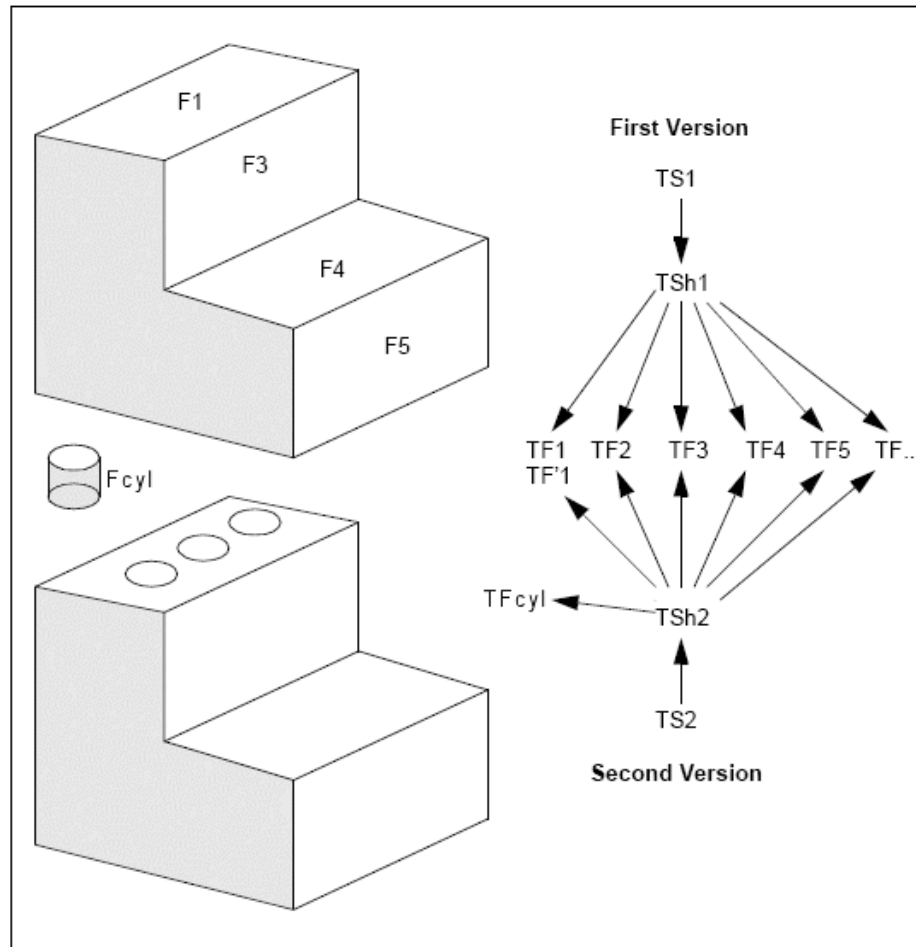 F1
F3
F4
F5
Fcyl
First Version
TS1
TSh1
TF1 TF2 TF3 TF4 TF5 TF...
TF'1
TFcyl
TSh2
TS2
Second Version